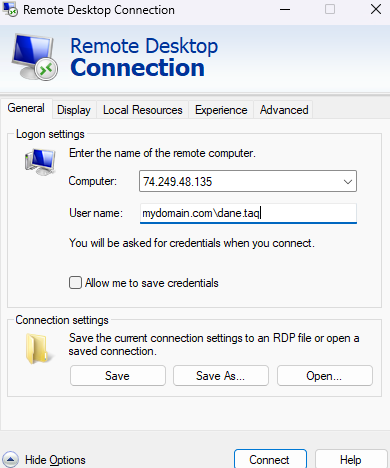 Remote Desktop Connection
Remote Desktop
Connection
General Display Local Resources Experience Advanced
Logon settings
Enter the name of the remote computer.
Computer: 74.249.48.135
User name: mydomain.com\dane.taq
You will be asked for credentials when you connect.
Allow me to save credentials
Connection settings
Save the current connection settings to an RDP file or open a
saved connection.
Save Save As... Open...
Hide Options Connect Help